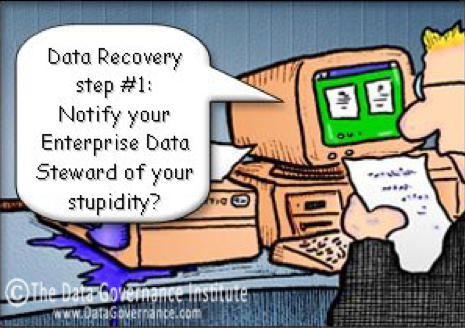 Data Recovery
step #1:
Notify your
Enterprise Data
Steward of your
stupidity?
© The Data Governance Institute
www.DataGovernance.com